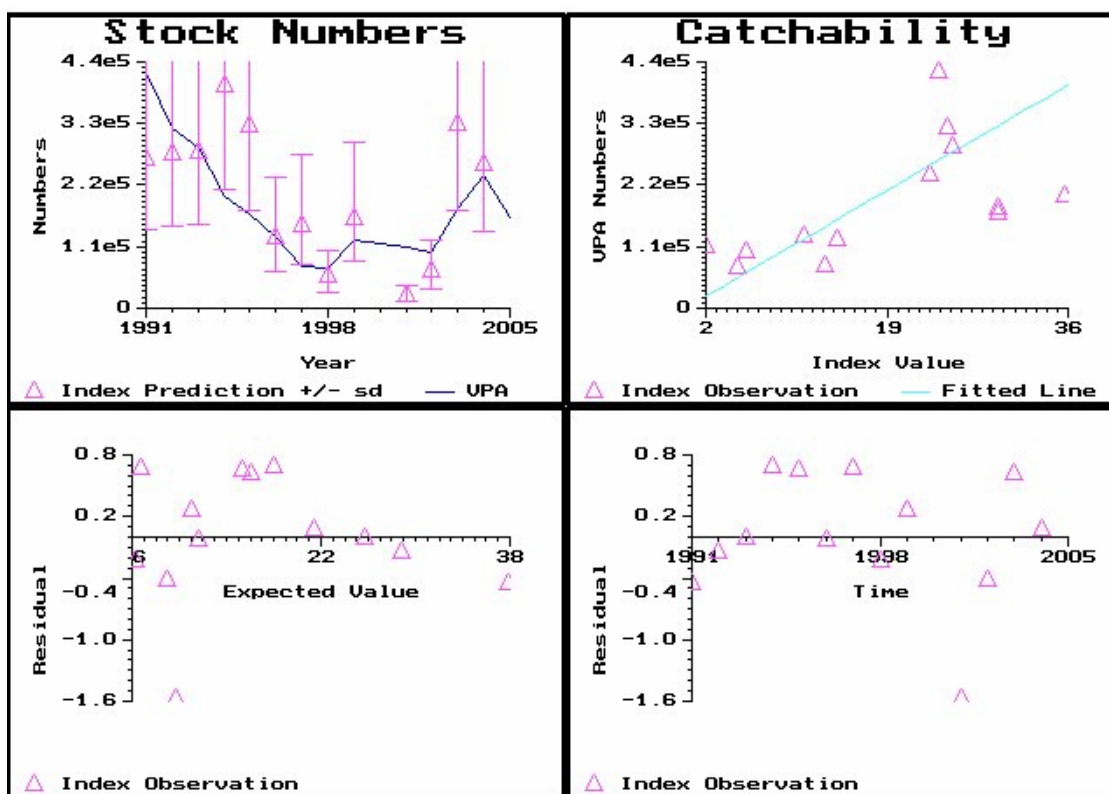 Stock Numbers
4.4e5
3.3e5
2.2e5
1.1e5
0
Numbers
1991 1998 2005
Year
Index Prediction +/- sd VPA
Catchability
4.4e5
3.3e5
2.2e5
1.1e5
0
VPA Numbers
2 19 36
Index Value
Index Observation Fitted Line
0.8
0.2
-0.4
-1.0
-1.6
Residual
6 22 38
Expected Value
Index Observation
0.8
0.2
-0.4
-1.0
-1.6
Residual
1991 1998 2005
Time
Index Observation